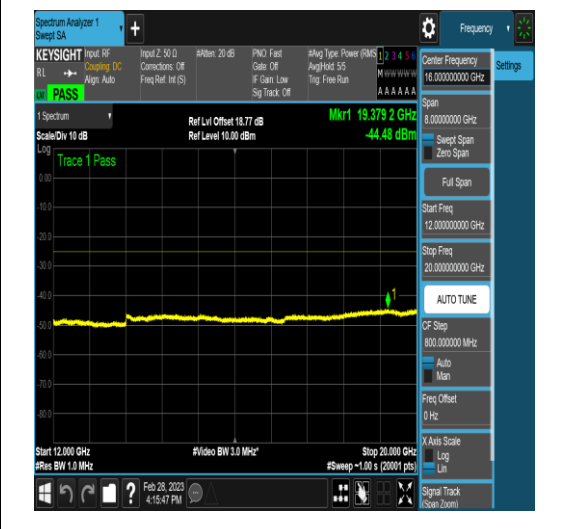 Spectrum Analyzer 1
Swept SA
Frequency
KEYSIGHT
RL
PASS
Input: RF
Coupling: DC
Align: Auto
Input Z: 50 Ω
Corrections: Off
Freq Ref: Int (S)
#Atten: 20 dB
PNO: Fast
Gate: Off
IF Gain: Low
Sig Track: Off
#Avg Type: Power (RMS)
Avg|Hold: 5/5
Trig: Free Run
1 2 3 4 5 6
M W W W W W
A A A A A A
Center Frequency
16.000000000 GHz
Settings
Span
8.00000000 GHz
Swept Span
Zero Span
Full Span
Start Freq
12.000000000 GHz
Stop Freq
20.000000000 GHz
AUTO TUNE
CF Step
800.000000 MHz
Auto
Man
Freq Offset
0 Hz
X Axis Scale
Log
Lin
Signal Track
(Span Zoom)
1 Spectrum
Scale/Div 10 dB
Ref Lvl Offset 18.77 dB
Ref Level 10.00 dBm
Mkr1 19.379 2 GHz
-44.48 dBm
Log
Trace 1 Pass
0.00
-10.0
-20.0
-30.0
-40.0
1
-50.0
-60.0
-70.0
-80.0
Start 12.000 GHz
#Res BW 1.0 MHz
#Video BW 3.0 MHz*
Stop 20.000 GHz
#Sweep ~1.00 s (20001 pts)
?
Feb 28, 2023
4:15:47 PM